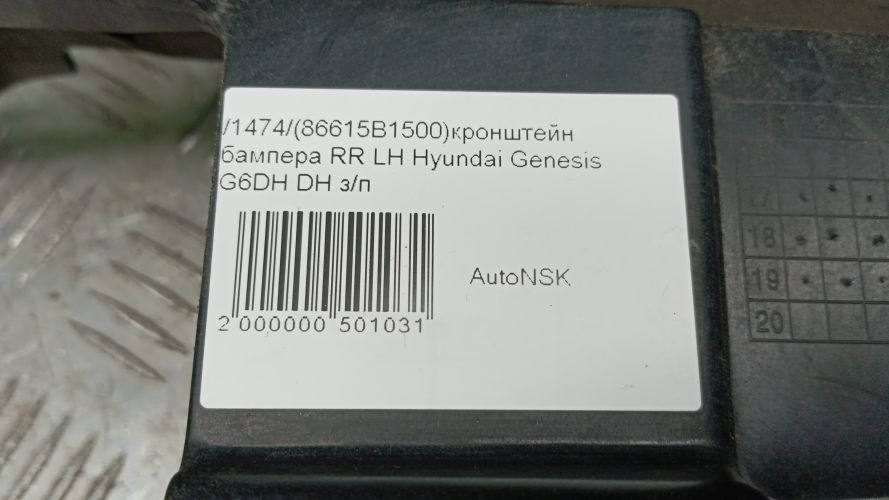 /1474/(86615B1500)кронштейн
бампера RR LH Hyundai Genesis
G6DH DH з/п
AutoNSK
2 000000 501031
17
18
19
20